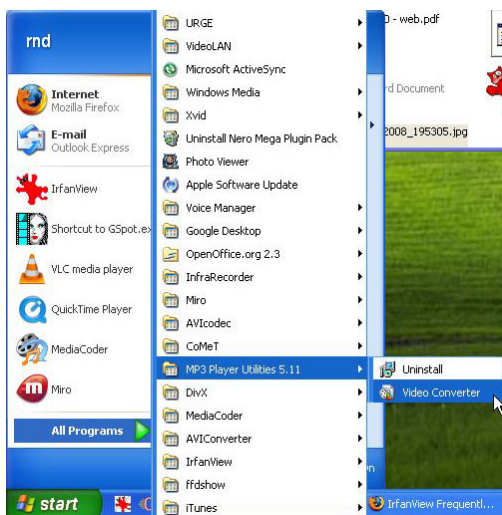 rnd
Internet
Mozilla Firefox
E-mail
Outlook Express
IrfanView
Shortcut to GSpot.ex
VLC media player
QuickTime Player
MediaCoder
Miro
All Programs
start
URGE
VideoLAN
Microsoft ActiveSync
Windows Media
Xvid
Uninstall Nero Mega Plugin Pack
Photo Viewer
Apple Software Update
Voice Manager
Google Desktop
OpenOffice.org 2.3
InfraRecorder
Miro
AVIcodec
CoMeT
MP3 Player Utilities 5.11
DivX
MediaCoder
AVIConverter
IrfanView
ffdshow
iTunes
Uninstall
Video Converter
0 - web.pdf
rd Document
2008_195305.jpg
IrfanView Frequentl...